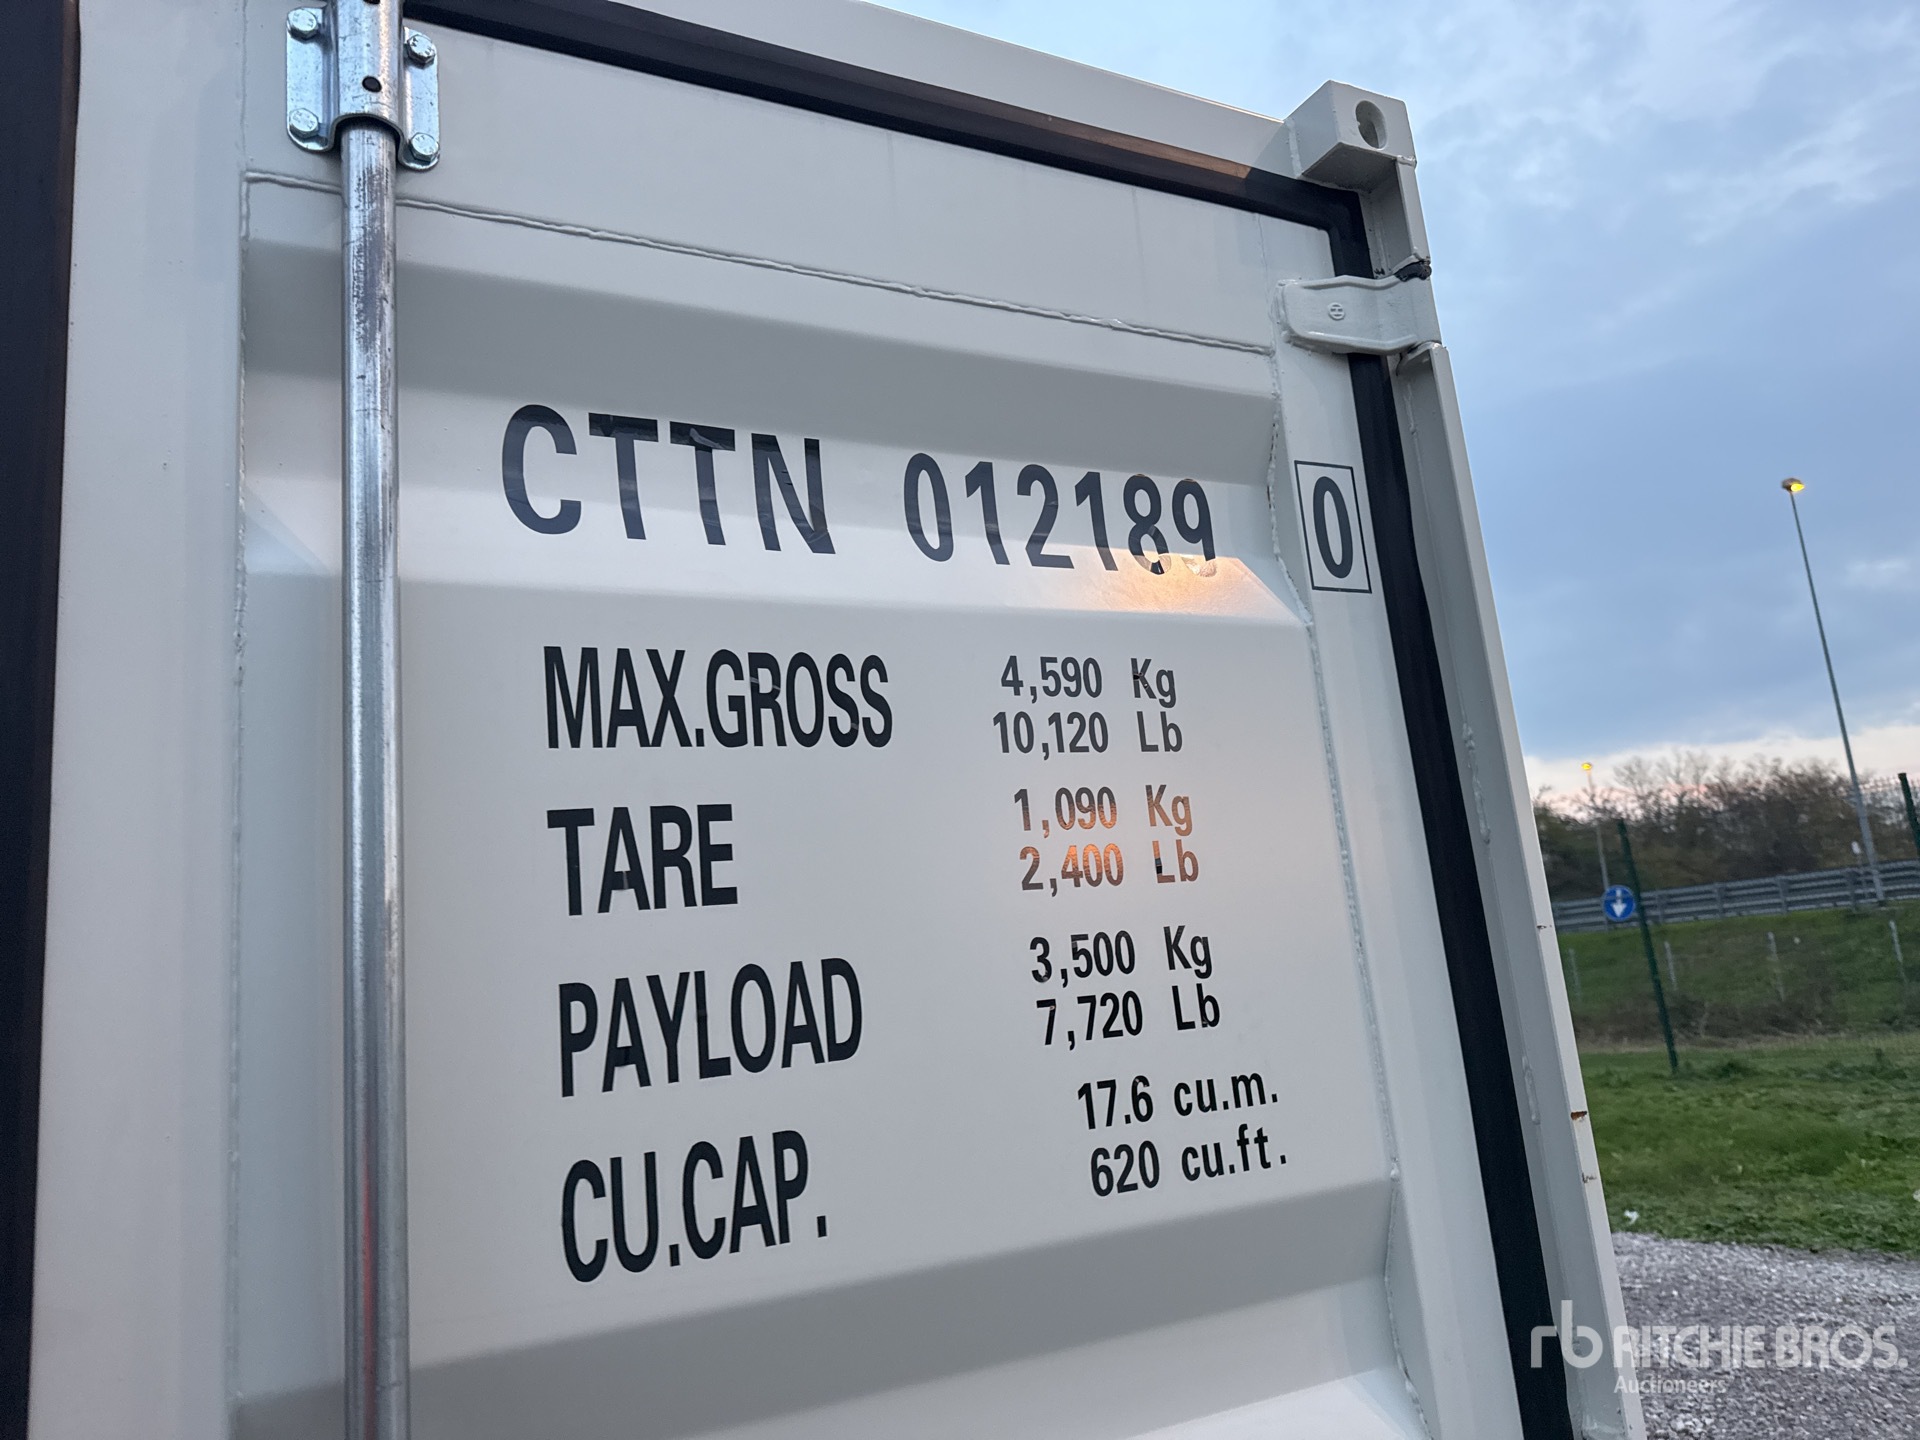 CTTN 012189 0
MAX.GROSS 4,590 Kg
10,120 Lb
TARE 1,090 Kg
2,400 Lb
PAYLOAD 3,500 Kg
7,720 Lb
CU.CAP. 17.6 cu.m.
620 cu.ft.
rb RITCHIE BROS.
Auctioneers